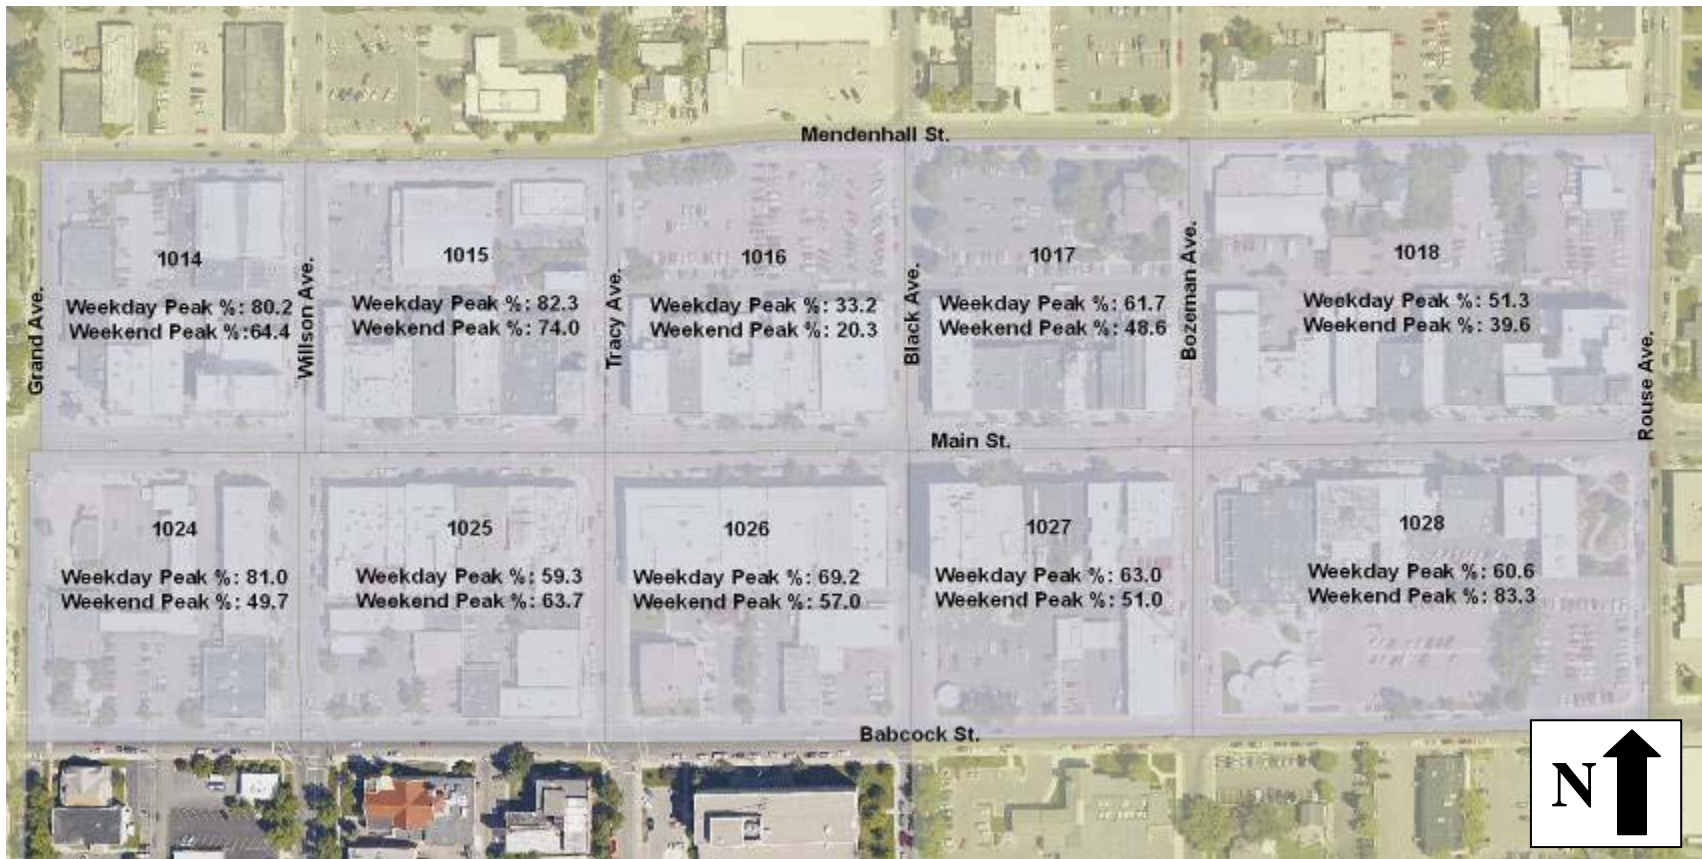 Mendenhall St.
1014
Weekday Peak %: 80.2
Weekend Peak %:64.4
1015
Weekday Peak %: 82.3
Weekend Peak %: 74.0
1016
Weekday Peak %: 33.2
Weekend Peak %: 20.3
1017
Weekday Peak %: 61.7
Weekend Peak %: 48.6
1018
Weekday Peak %: 51.3
Weekend Peak %: 39.6
Grand Ave.
Willson Ave.
Tracy Ave.
Black Ave.
Bozeman Ave.
Rouse Ave.
Main St.
1024
Weekday Peak %: 81.0
Weekend Peak %: 49.7
1025
Weekday Peak %: 59.3
Weekend Peak %: 63.7
1026
Weekday Peak %: 69.2
Weekend Peak %: 57.0
1027
Weekday Peak %: 63.0
Weekend Peak %: 51.0
1028
Weekday Peak %: 60.6
Weekend Peak %: 83.3
Babcock St.
N